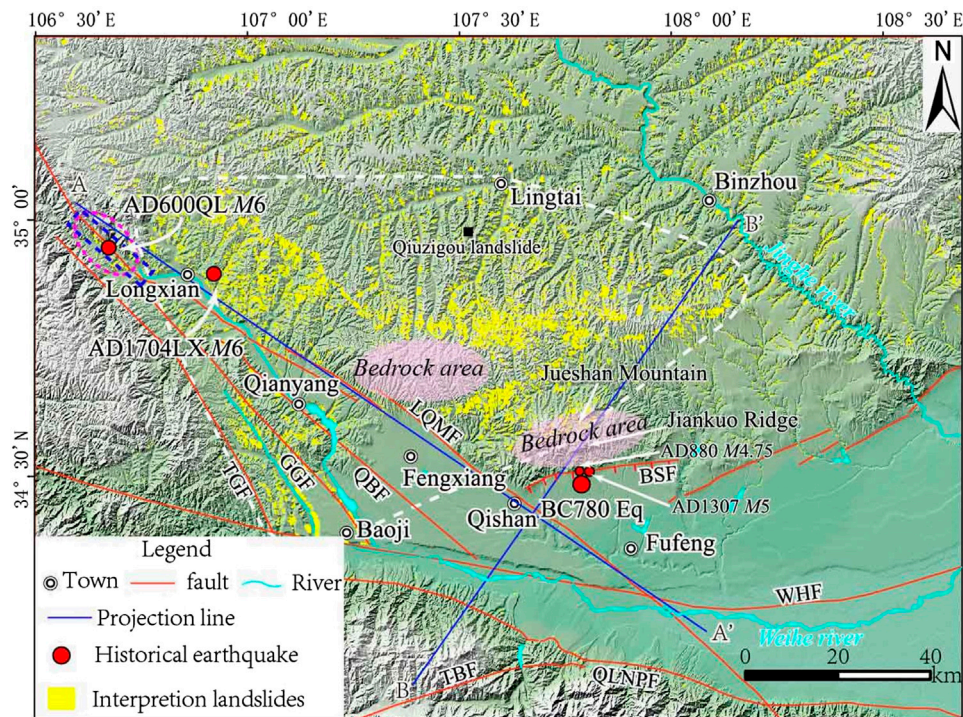 106° 30′ E
107° 00′ E
107° 30′ E
108° 00′ E
108° 30′ E
N
35° 00′
34° 30′ N
A
AD600QL M6
Lingtai
Binzhou
B'
Qiuzigou landslide
Jinghe river
Longxian
AD1704LX M6
Bedrock area
Jueshan Mountain
Qianyang
LQMF
Bedrock area
Jiankuo Ridge
AD880 M4.75
BSF
TGF
GGF
QBF
Fengxiang
AD1307 M5
Qishan
BC780 Eq
Baoji
Fufeng
WHF
A'
Weihe river
B
TBF
QLNPF
0 10 20 40
km
Legend
Town
fault
River
Projection line
Historical earthquake
Interpretion landslides